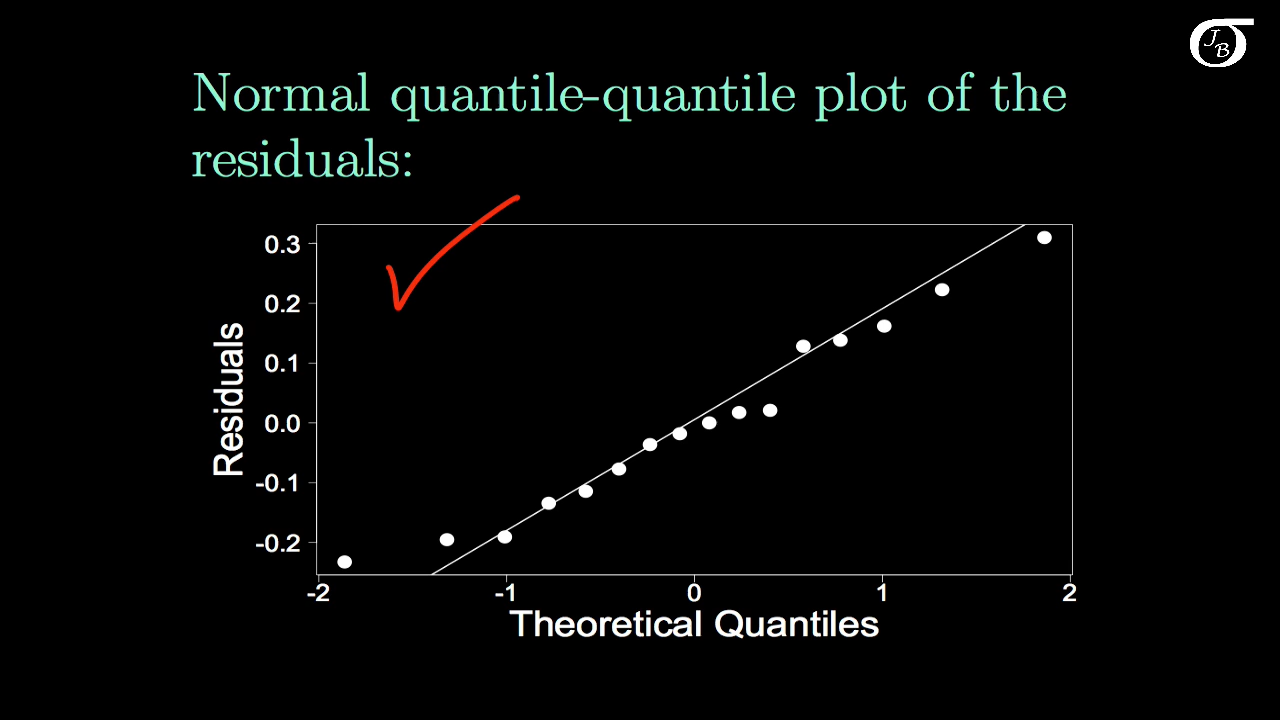 JB
Normal quantile-quantile plot of the
residuals:
0.3
0.2
0.1
0.0
-0.1
-0.2
Residuals
-2 -1 0 1 2
Theoretical Quantiles